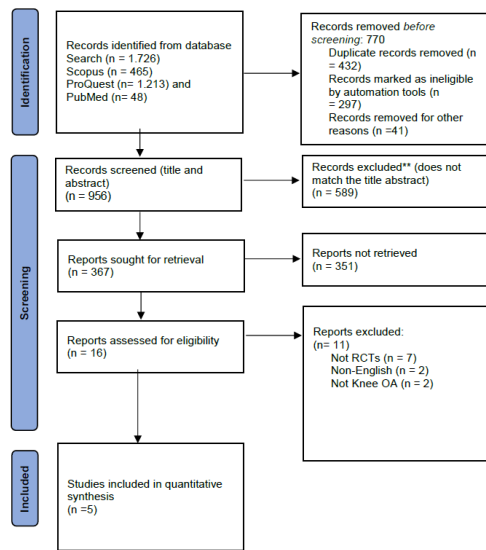 Identification
Records identified from database
Search (n = 1.726)
Scopus (n = 465)
ProQuest (n= 1.213) and
PubMed (n= 48)
Records removed before
screening: 770
Duplicate records removed (n
= 432)
Records marked as ineligible
by automation tools
(n
= 297)
Records removed for other
reasons (n =41)
Screening
Records screened (title and
abstract)
(n = 956)
Records excluded** (does not
match the title abstract)
(n = 589)
Reports sought for retrieval
(n = 367)
Reports not retrieved
(n = 351)
Reports assessed for eligibility
(n = 16)
Reports excluded:
(n= 11)
Not RCTs (n = 7)
Non-English (n = 2)
Not Knee OA (n = 2)
Included
Studies included in quantitative
synthesis
(n =5)